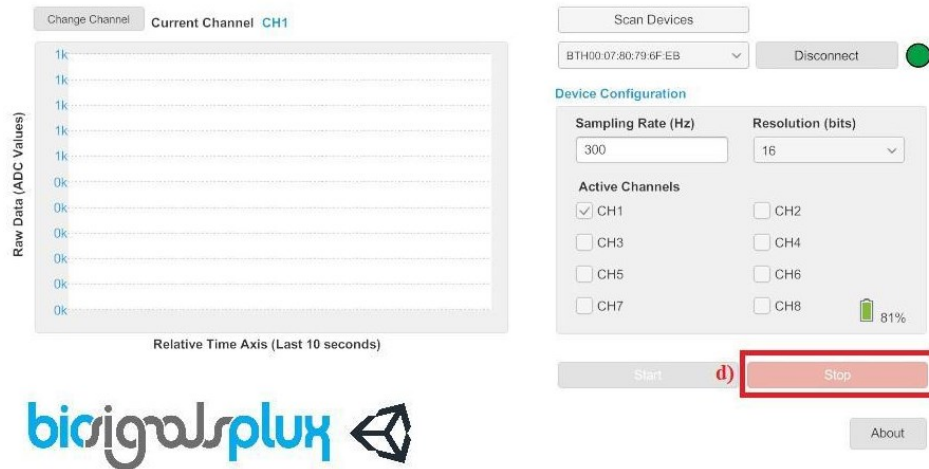 Change Channel
Current Channel CH1
1k
1k
1k
1k
1k
0k
0k
0k
0k
0k
0k
Raw Data (ADC Values)
Relative Time Axis (Last 10 seconds)
biosignalsplux
Scan Devices
BTH00:07:80:79:6F:EB
Disconnect
Device Configuration
Sampling Rate (Hz) Resolution (bits)
300 16
Active Channels
CH1 CH2
CH3 CH4
CH5 CH6
CH7 CH8
81%
Start d) Stop
About